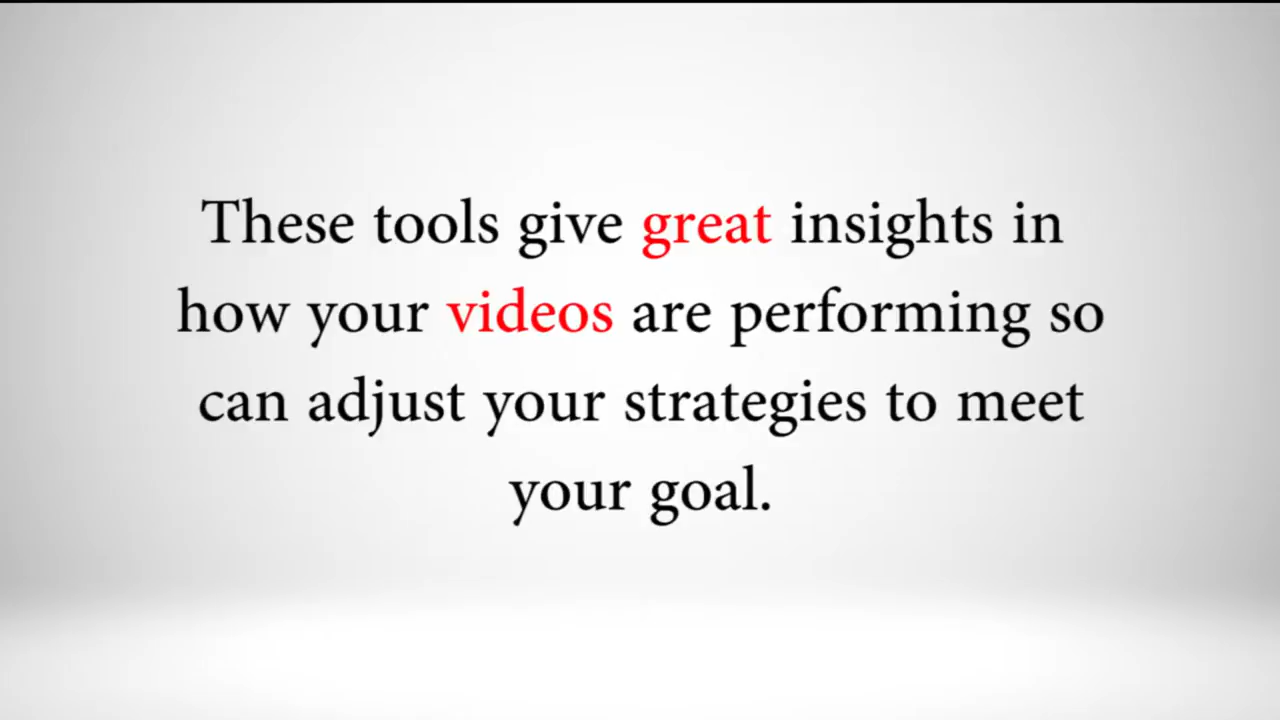 These tools give great insights in
how your videos are performing so
can adjust your strategies to meet
your goal.